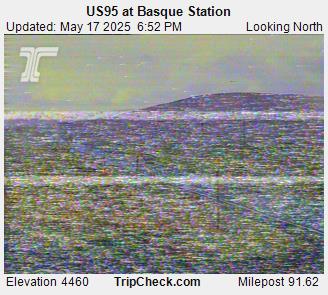 US95 at Basque Station
Updated: May 17 2025 6:52 PM Looking North
Elevation 4460 TripCheck.com Milepost 91.62